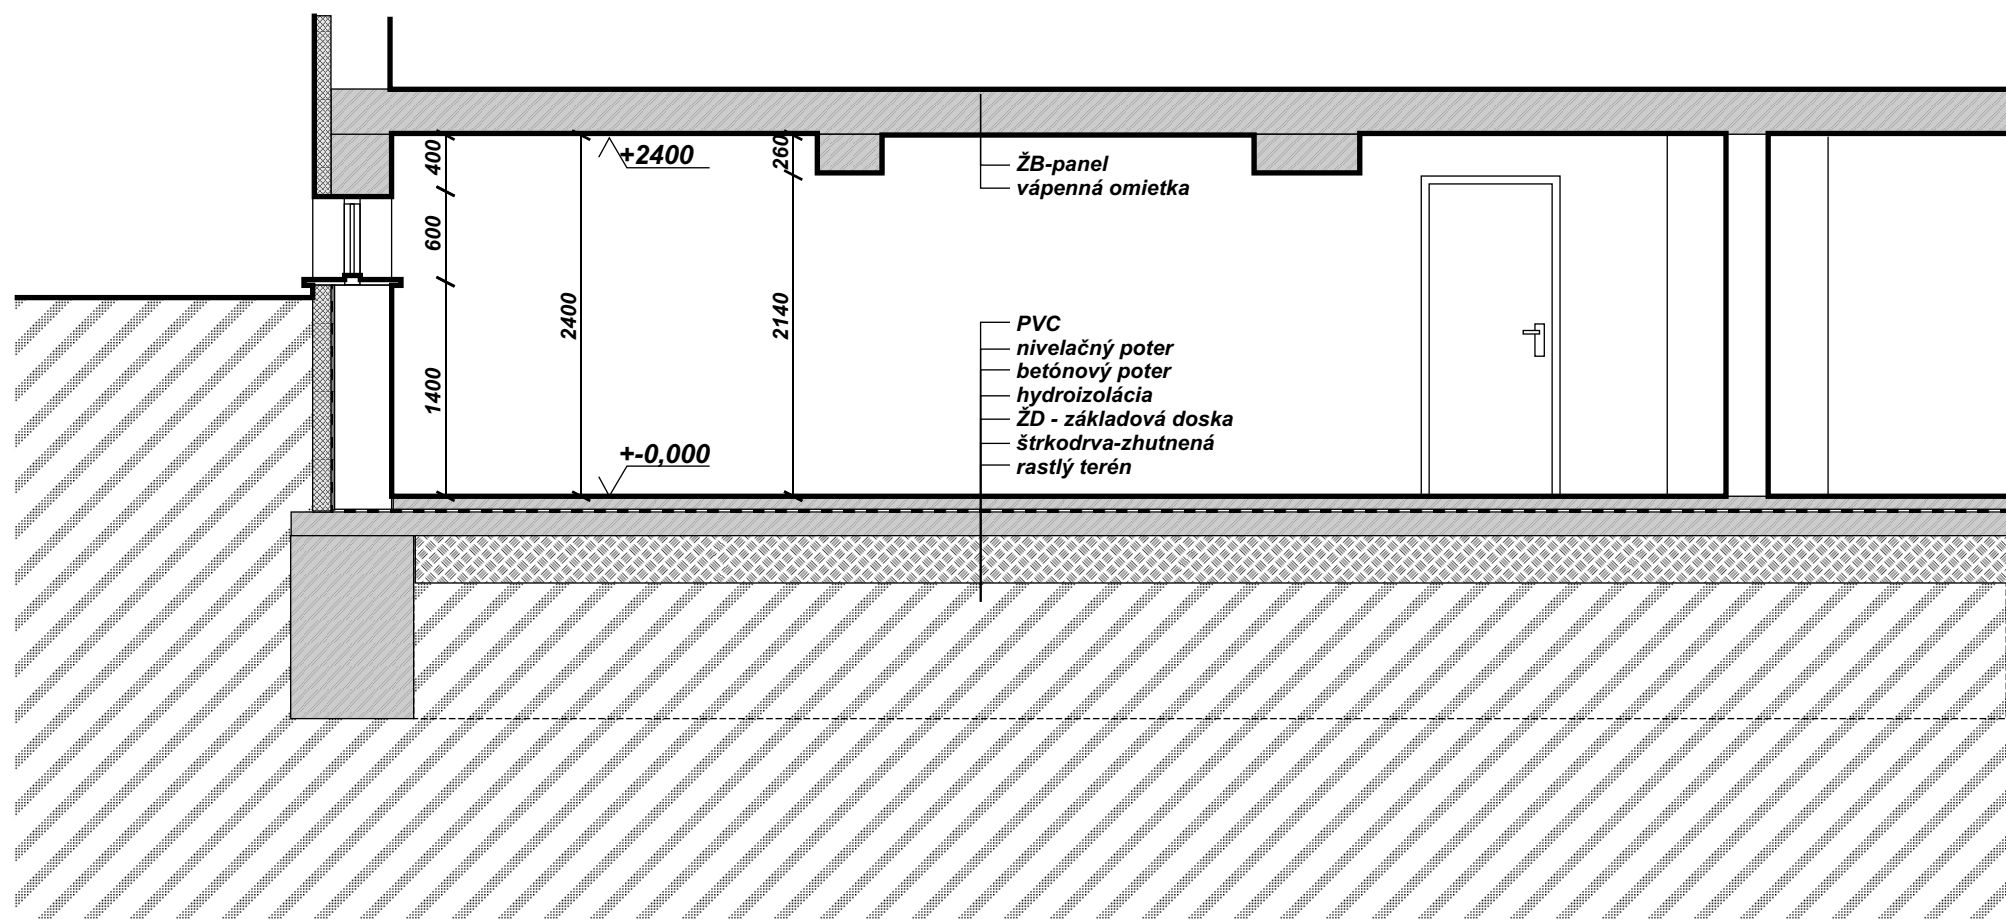 400
600
1400
+2400
2400
+-0,000
260
2140
ŽB-panel
vápenná omietka
PVC
nivelačný poter
betónový poter
hydroizolácia
ŽD - základová doska
štrkodrva-zhutnená
rastlý terén